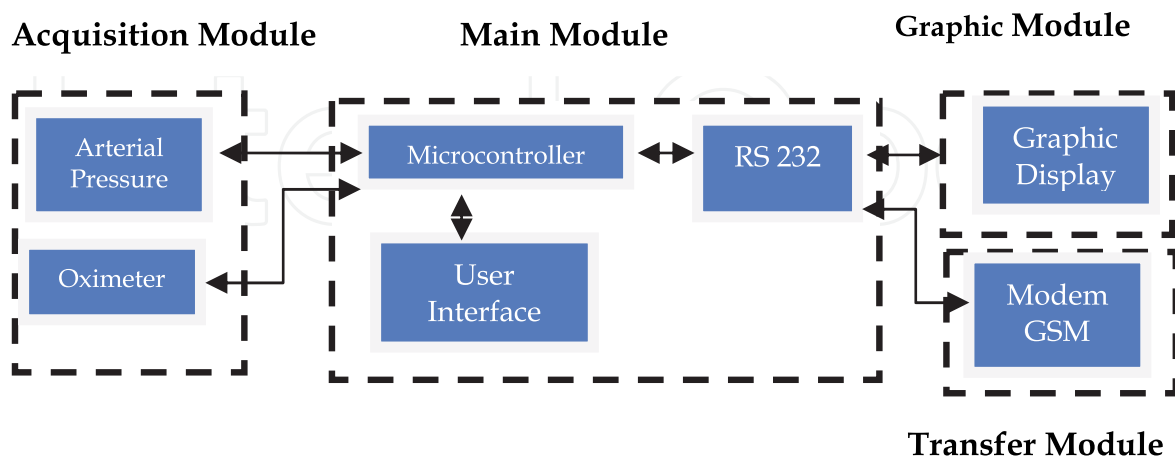 Acquisition Module
Main Module
Graphic Module
Arterial
Pressure
Microcontroller
RS 232
Graphic
Display
Oximeter
User
Interface
Modem
GSM
Transfer Module